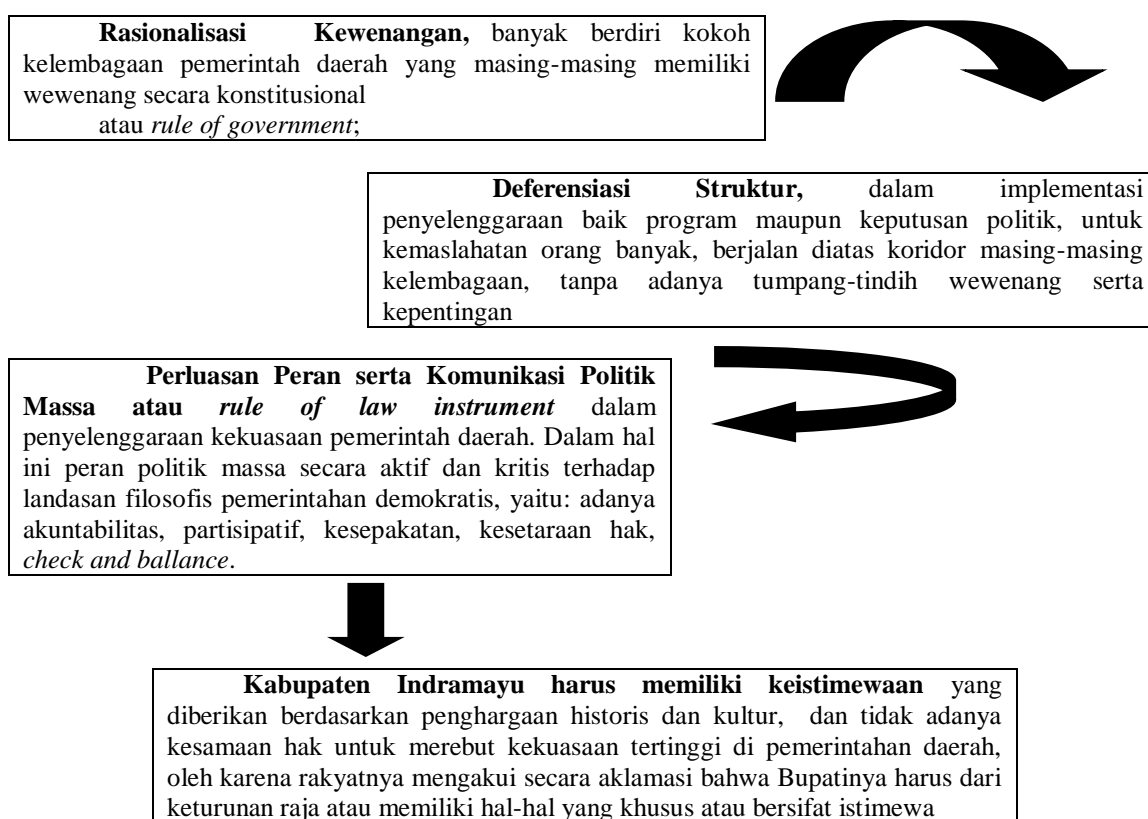 Rasionalisasi Kewenangan, banyak berdiri kokoh
kelembagaan pemerintah daerah yang masing-masing memiliki
wewenang secara konstitusional
atau rule of government;
Deferensiasi Struktur, dalam implementasi
penyelenggaraan baik program maupun keputusan politik, untuk
kemaslahatan orang banyak, berjalan diatas koridor masing-masing
kelembagaan, tanpa adanya tumpang-tindih wewenang serta
kepentingan
Perluasan Peran serta Komunikasi Politik
Massa atau rule of law instrument dalam
penyelenggaraan kekuasaan pemerintah daerah. Dalam hal
ini peran politik massa secara aktif dan kritis terhadap
landasan filosofis pemerintahan demokratis, yaitu: adanya
akuntabilitas, partisipatif, kesepakatan, kesetaraan hak,
check and ballance.
Kabupaten Indramayu harus memiliki keistimewaan yang
diberikan berdasarkan penghargaan historis dan kultur, dan tidak adanya
kesamaan hak untuk merebut kekuasaan tertinggi di pemerintahan daerah,
oleh karena rakyatnya mengakui secara aklamasi bahwa Bupatinya harus dari
keturunan raja atau memiliki hal-hal yang khusus atau bersifat istimewa